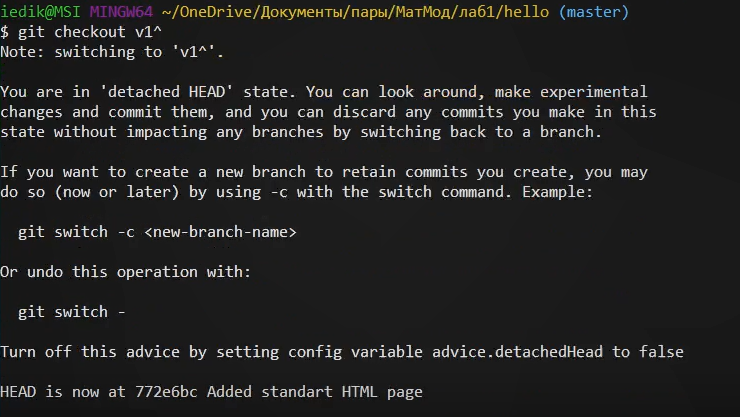 iedik@MSI MINGW64 ~/OneDrive/Документы/пары/МатМод/ла61/hello (master)
$ git checkout v1^
Note: switching to 'v1^'.
You are in 'detached HEAD' state. You can look around, make experimental
changes and commit them, and you can discard any commits you make in this
state without impacting any branches by switching back to a branch.
If you want to create a new branch to retain commits you create, you may
do so (now or later) by using -c with the switch command. Example:
git switch -c <new-branch-name>
Or undo this operation with:
git switch -
Turn off this advice by setting config variable advice.detachedHead to false
HEAD is now at 772e6bc Added standart HTML page